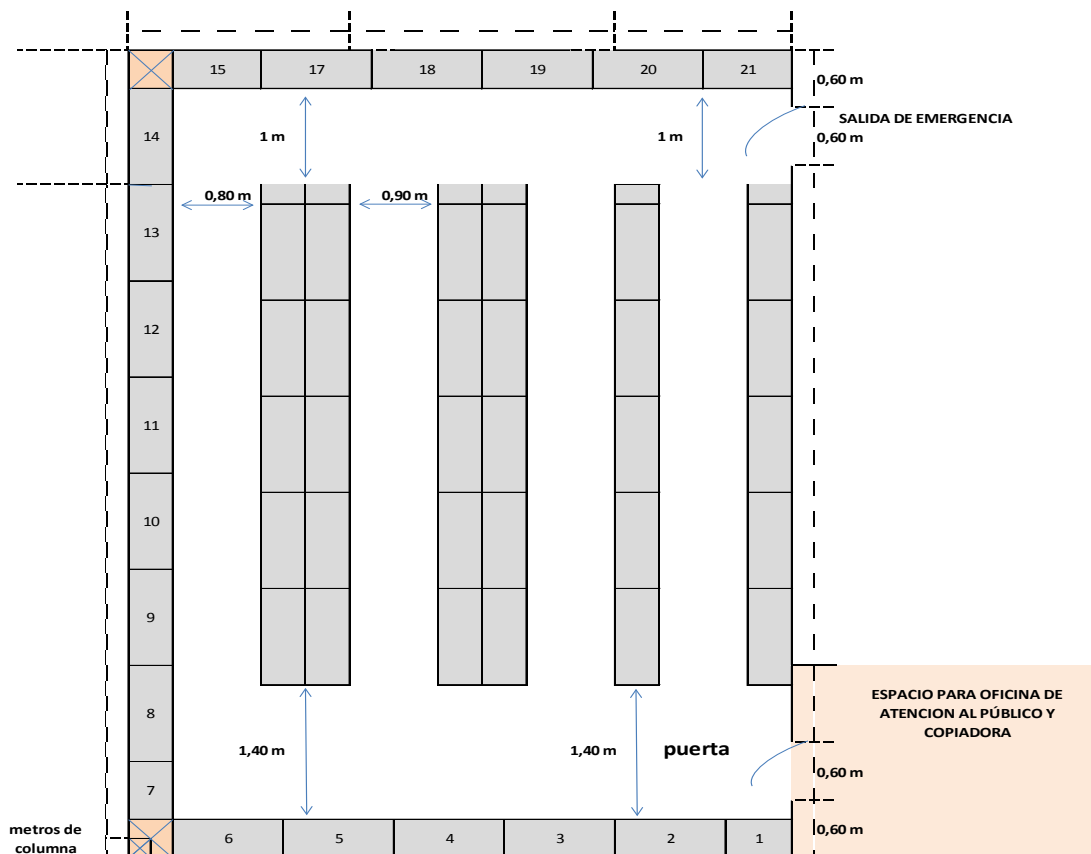 15 17 18 19 20 21
0,60 m
SALIDA DE EMERGENCIA
14
1 m
1 m
0,60 m
0,80 m
0,90 m
13
12
11
10
9
8
ESPACIO PARA OFICINA DE
ATENCION AL PÚBLICO Y
COPIADORA
1,40 m
1,40 m
puerta
0,60 m
7
metros de
columna
6 5 4 3 2 1
0,60 m